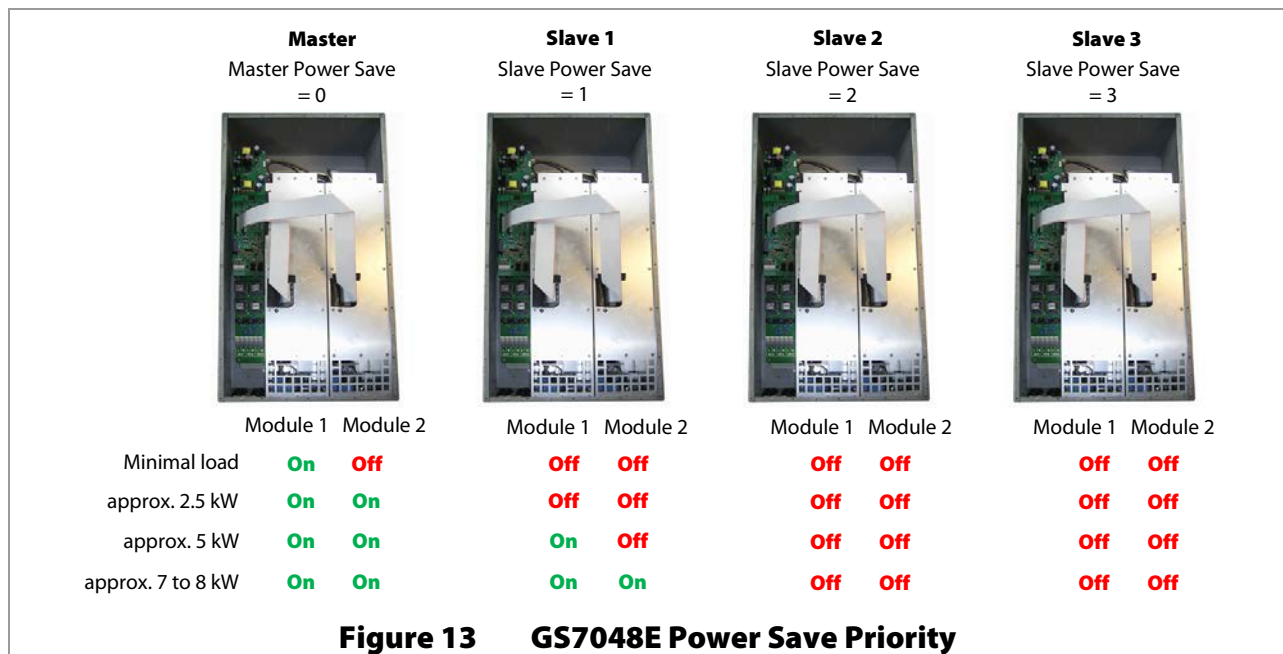 Master Slave 1 Slave 2 Slave 3
Master Power Save Slave Power Save Slave Power Save Slave Power Save
= 0 = 1 = 2 = 3
Module 1 Module 2 Module 1 Module 2 Module 1 Module 2 Module 1 Module 2
Minimal load On Off Off Off Off Off Off Off
approx. 2.5 kW On On Off Off Off Off Off Off
approx. 5 kW On On On Off Off Off Off Off
approx. 7 to 8 kW On On On On Off Off Off Off
Figure 13 GS7048E Power Save Priority